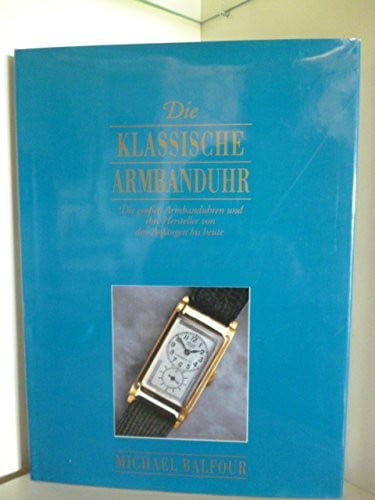 Die
KLASSISCHE
ARMBANDUHR
Die großen Armbanduhren und
ihre Hersteller von
den Anfängen bis heute
MICHAEL BALFOUR